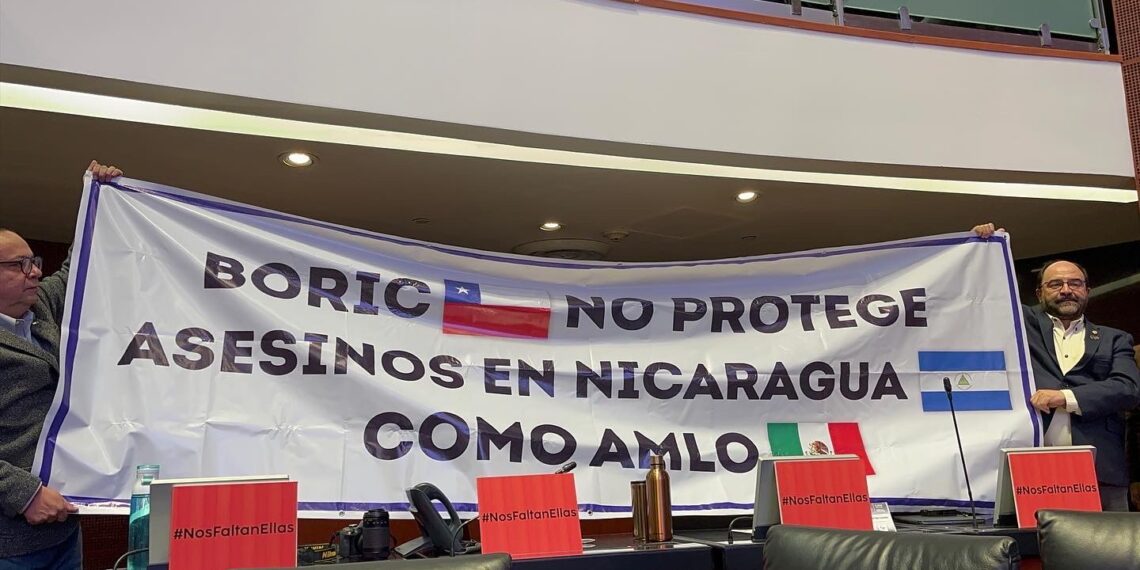 BORIC NO PROTEGE
ASESINOS EN NICARAGUA
COMO AMLO
#NosFaltanEllas
#NosFaltanEllas
#NosFaltanEllas
#NosFaltanEllas